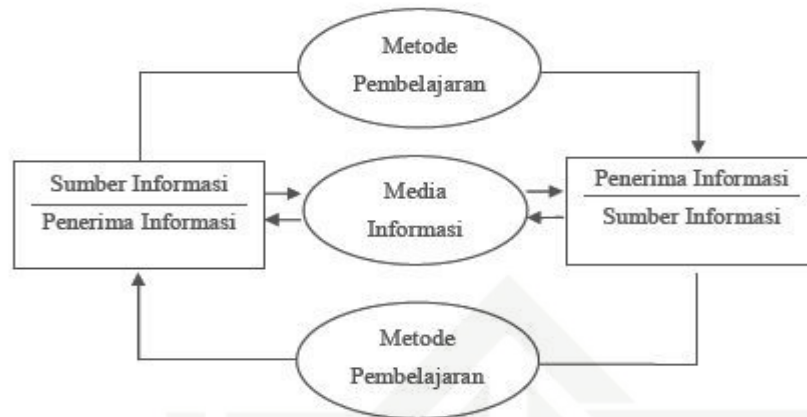 Metode
Pembelajaran
Sumber Informasi
Penerima Informasi
Media
Informasi
Penerima Informasi
Sumber Informasi
Metode
Pembelajaran